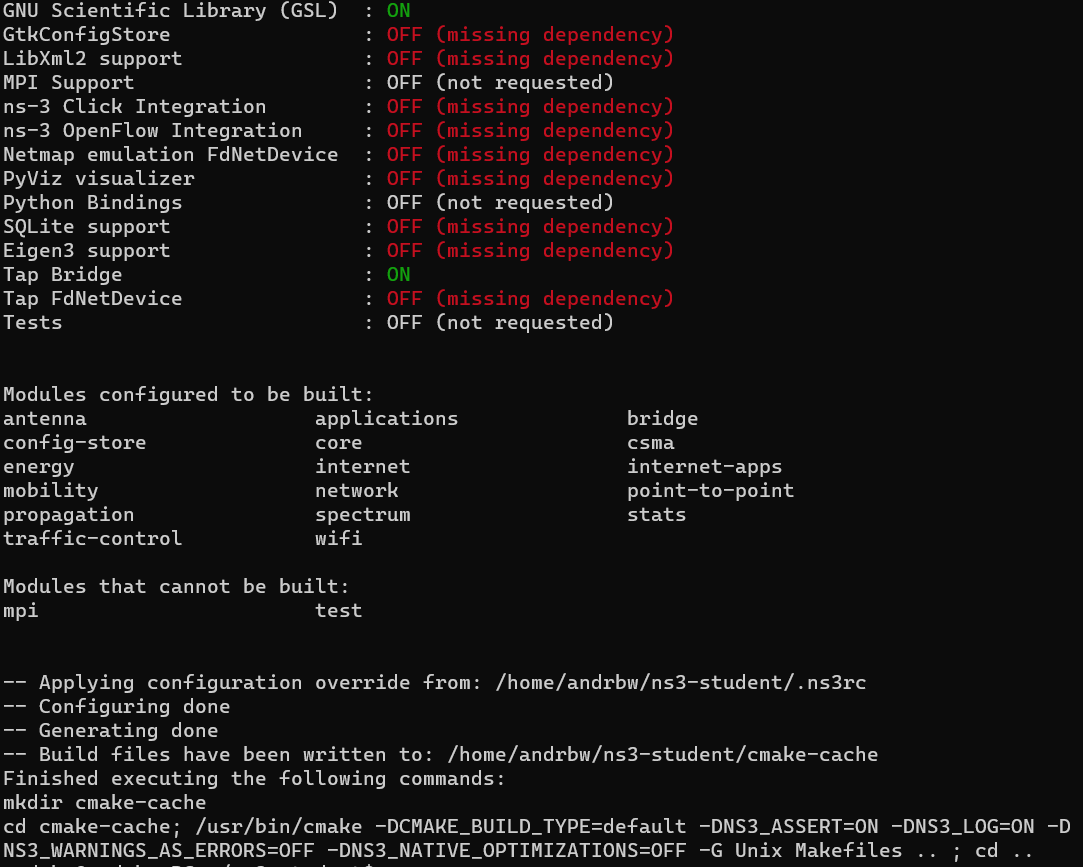 GNU Scientific Library (GSL)  : ON
GtkConfigStore                : OFF (missing dependency)
LibXml2 support               : OFF (missing dependency)
MPI Support                   : OFF (not requested)
ns-3 Click Integration        : OFF (missing dependency)
ns-3 OpenFlow Integration     : OFF (missing dependency)
Netmap emulation FdNetDevice  : OFF (missing dependency)
PyViz visualizer              : OFF (missing dependency)
Python Bindings               : OFF (not requested)
SQLite support                : OFF (missing dependency)
Eigen3 support                : OFF (missing dependency)
Tap Bridge                    : ON
Tap FdNetDevice               : OFF (missing dependency)
Tests                         : OFF (not requested)
Modules configured to be built:
antenna                   applications              bridge
config-store              core                      csma
energy                    internet                  internet-apps
mobility                  network                   point-to-point
propagation               spectrum                  stats
traffic-control           wifi
Modules that cannot be built:
mpi                       test
-- Applying configuration override from: /home/andrbw/ns3-student/.ns3rc
-- Configuring done
-- Generating done
-- Build files have been written to: /home/andrbw/ns3-student/cmake-cache
Finished executing the following commands:
mkdir cmake-cache
cd cmake-cache; /usr/bin/cmake -DCMAKE_BUILD_TYPE=default -DNS3_ASSERT=ON -DNS3_LOG=ON -D
NS3_WARNINGS_AS_ERRORS=OFF -DNS3_NATIVE_OPTIMIZATIONS=OFF -G Unix Makefiles .. ; cd ..